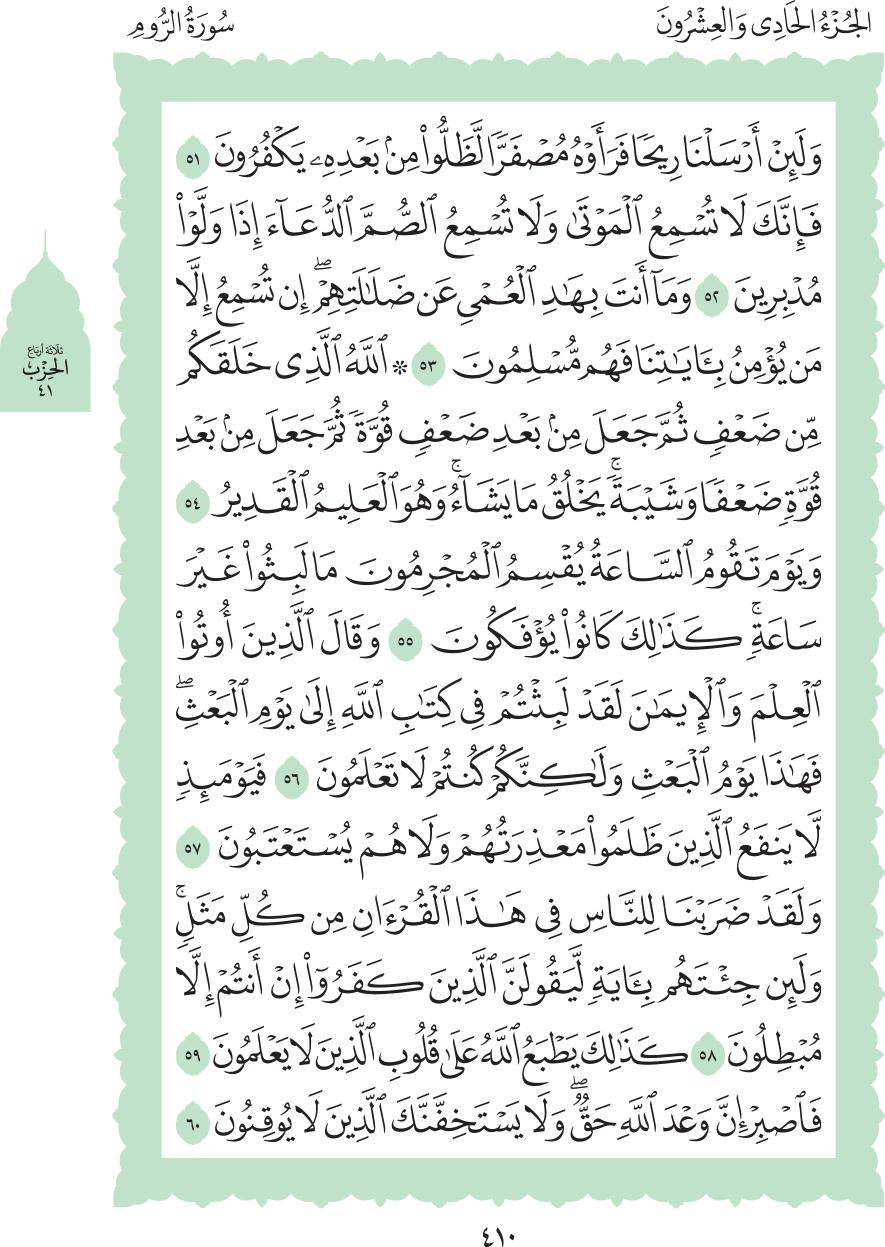 الجُزْءُ الحَادِى وَالعِشْرُونَ
سُورَةُ الرُّومِ
وَلَئِنْ أَرْسَلْنَا رِيحًا فَرَأَوْهُ مُصْفَرًّا لَّظَلُّوا۟ مِنۢ بَعْدِهِۦ يَكْفُرُونَ ٥١
فَإِنَّكَ لَا تُسْمِعُ ٱلْمَوْتَىٰ وَلَا تُسْمِعُ ٱلصُّمَّ ٱلدُّعَآءَ إِذَا وَلَّوْا۟
مُدْبِرِينَ ٥٢ وَمَآ أَنتَ بِهَٰدِ ٱلْعُمْىِ عَن ضَلَٰلَتِهِمْ ۖ إِن تُسْمِعُ إِلَّا
مَن يُؤْمِنُ بِـَٔايَٰتِنَا فَهُم مُّسْلِمُونَ ٥٣ * ٱللَّهُ ٱلَّذِى خَلَقَكُم
مِّن ضَعْفٍ ثُمَّ جَعَلَ مِنۢ بَعْدِ ضَعْفٍ قُوَّةً ثُمَّ جَعَلَ مِنۢ بَعْدِ
قُوَّةٍ ضَعْفًا وَشَيْبَةً ۚ يَخْلُقُ مَا يَشَآءُ ۚ وَهُوَ ٱلْعَلِيمُ ٱلْقَدِيرُ ٥٤
وَيَوْمَ تَقُومُ ٱلسَّاعَةُ يُقْسِمُ ٱلْمُجْرِمُونَ مَا لَبِثُوا۟ غَيْرَ
سَاعَةٍ ۚ كَذَٰلِكَ كَانُوا۟ يُؤْفَكُونَ ٥٥ وَقَالَ ٱلَّذِينَ أُوتُوا۟
ٱلْعِلْمَ وَٱلْإِيمَٰنَ لَقَدْ لَبِثْتُمْ فِى كِتَٰبِ ٱللَّهِ إِلَىٰ يَوْمِ ٱلْبَعْثِ ۖ
فَهَٰذَا يَوْمُ ٱلْبَعْثِ وَلَٰكِنَّكُمْ كُنتُمْ لَا تَعْلَمُونَ ٥٦ فَيَوْمَئِذٍ
لَّا يَنفَعُ ٱلَّذِينَ ظَلَمُوا۟ مَعْذِرَتُهُمْ وَلَا هُمْ يُسْتَعْتَبُونَ ٥٧
وَلَقَدْ ضَرَبْنَا لِلنَّاسِ فِى هَٰذَا ٱلْقُرْءَانِ مِن كُلِّ مَثَلٍ ۚ
وَلَئِن جِئْتَهُم بِـَٔايَةٍ لَّيَقُولَنَّ ٱلَّذِينَ كَفَرُوٓا۟ إِنْ أَنتُمْ إِلَّا
مُبْطِلُونَ ٥٨ كَذَٰلِكَ يَطْبَعُ ٱللَّهُ عَلَىٰ قُلُوبِ ٱلَّذِينَ لَا يَعْلَمُونَ ٥٩
فَٱصْبِرْ إِنَّ وَعْدَ ٱللَّهِ حَقٌّ ۖ وَلَا يَسْتَخِفَّنَّكَ ٱلَّذِينَ لَا يُوقِنُونَ ٦٠
ثلاثة أرباع
الحِزْب
٤١
٤١٠